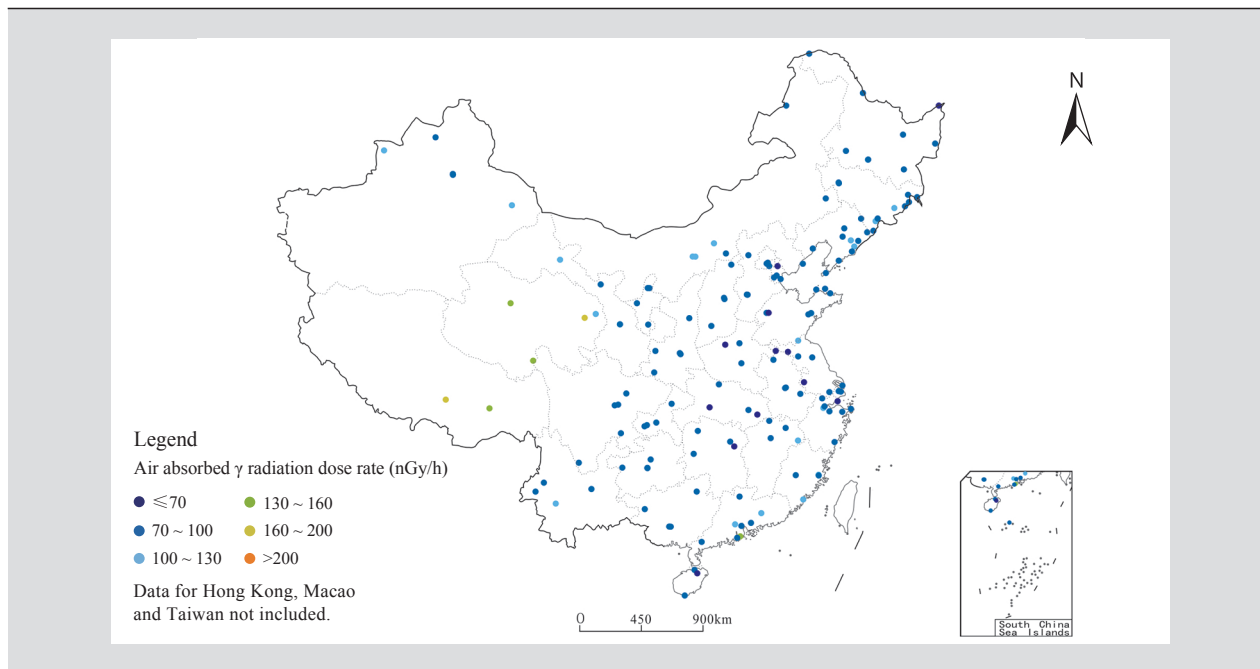 N
Legend
Air absorbed γ radiation dose rate (nGy/h)
≤70
130 ~ 160
70 ~ 100
160 ~ 200
100 ~ 130
>200
Data for Hong Kong, Macao
and Taiwan not included.
0 450 900km
South China
Sea Islands